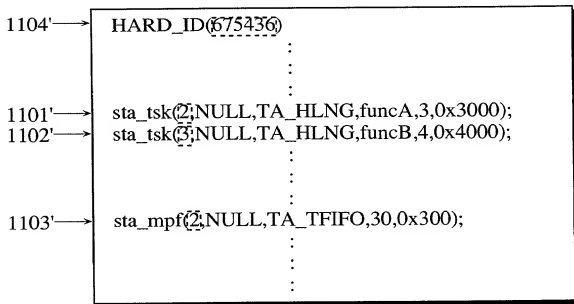 1104' HARD_ID(675436)
1101' sta_tsk(2,NULL,TA_HLNG,funcA,3,0x3000);
1102' sta_tsk(3,NULL,TA_HLNG,funcB,4,0x4000);
1103' sta_mpf(2,NULL,TA_TFIFO,30,0x300);